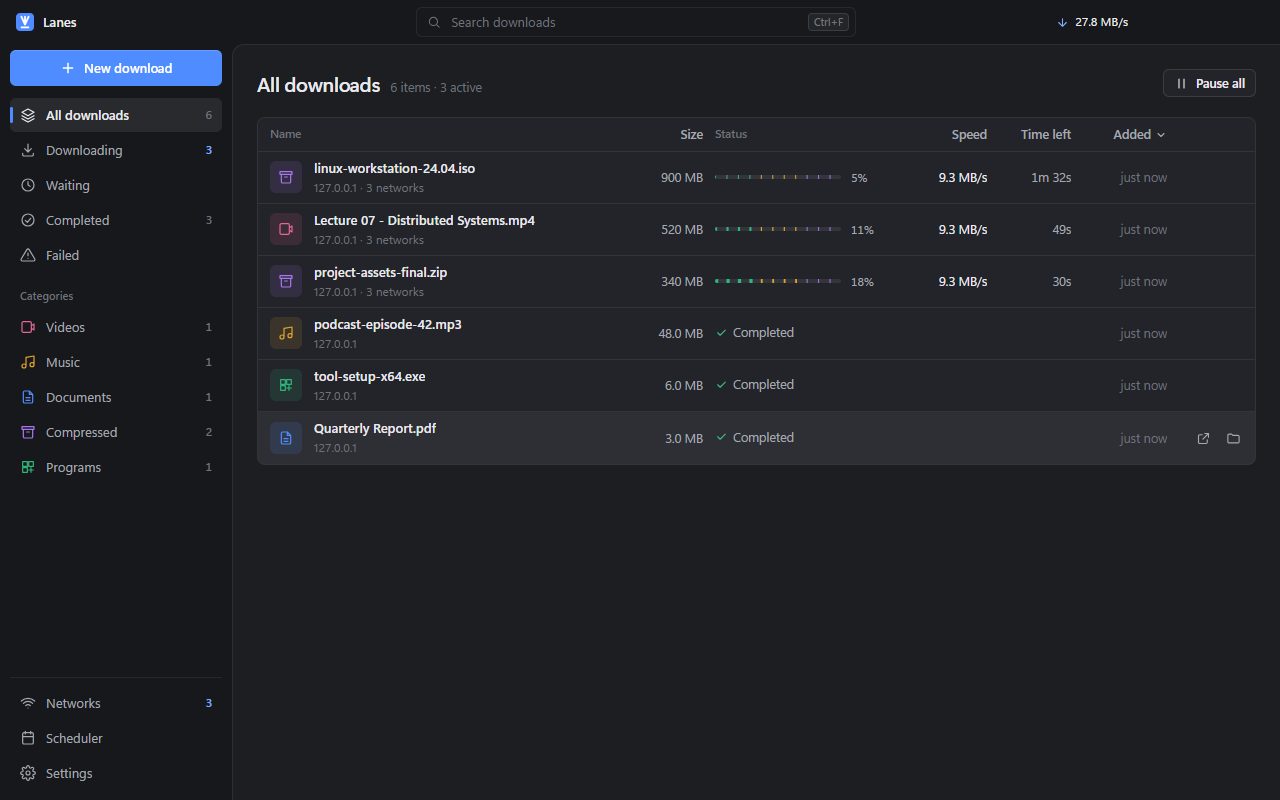 Lanes
Search downloads
Ctrl+F
27.8 MB/s
New download
All downloads 6
Downloading 3
Waiting
Completed 3
Failed
Categories
Videos 1
Music 1
Documents 1
Compressed 2
Programs 1
Networks 3
Scheduler
Settings
All downloads 6 items · 3 active
Pause all
Name Size Status Speed Time left Added
linux-workstation-24.04.iso
127.0.0.1 · 3 networks
900 MB 5% 9.3 MB/s 1m 32s just now
Lecture 07 - Distributed Systems.mp4
127.0.0.1 · 3 networks
520 MB 11% 9.3 MB/s 49s just now
project-assets-final.zip
127.0.0.1 · 3 networks
340 MB 18% 9.3 MB/s 30s just now
podcast-episode-42.mp3
127.0.0.1
48.0 MB Completed just now
tool-setup-x64.exe
127.0.0.1
6.0 MB Completed just now
Quarterly Report.pdf
127.0.0.1
3.0 MB Completed just now